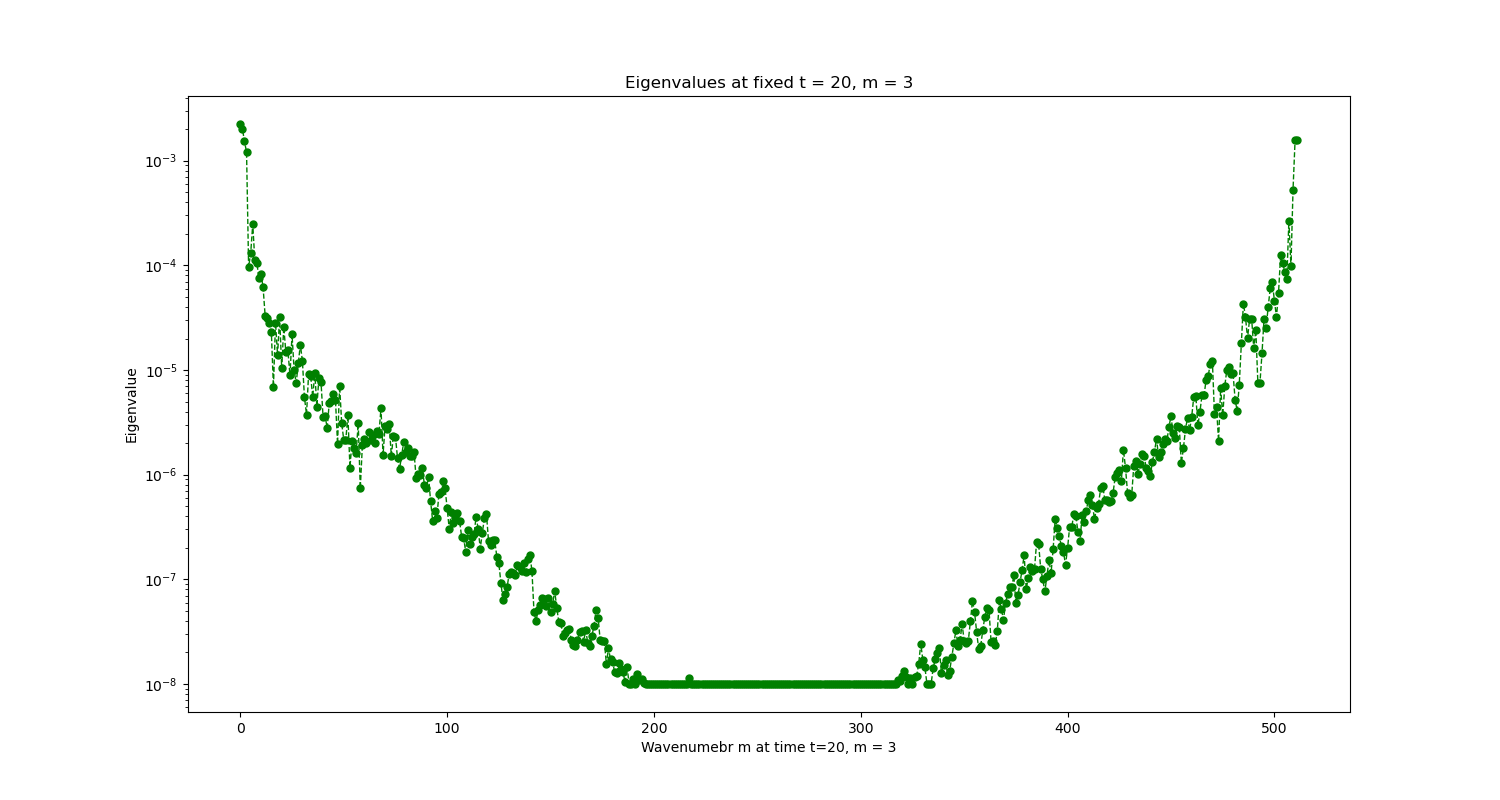 Eigenvalues at fixed t = 20, m = 3
10⁻³
10⁻⁴
10⁻⁵
10⁻⁶
10⁻⁷
10⁻⁸
Eigenvalue
0 100 200 300 400 500
Wavenumebr m at time t=20, m = 3